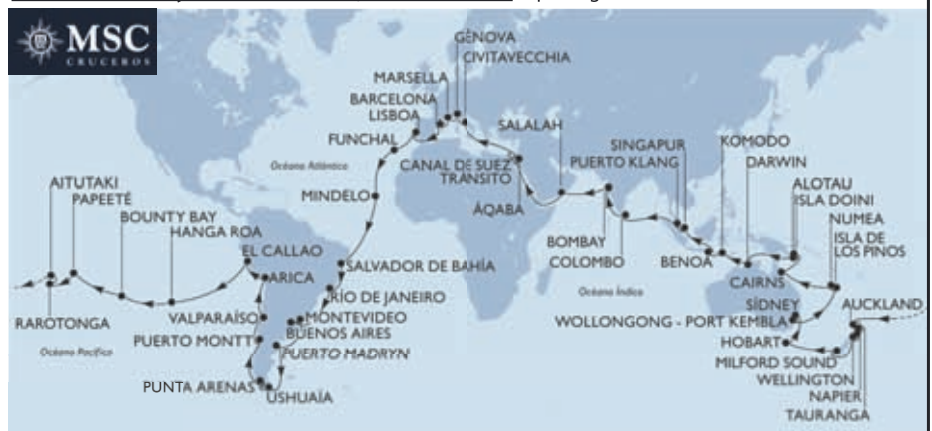 MSC
CRUCEROS
GÉNOVA
CIVITAVECCHIA
MARSELLA
BARCELONA
LISBOA
FUNCHAL
SALALAH
SINGAPUR
PUERTO KLANG
KOMODO
DARWIN
Océano Atlántico
CANAL DE SUEZ
TRÁNSITO
AITUTAKI
PAPEETE
ALOTAU
ISLA DOINI
MINDELO
ÁQABA
NUMEA
BOUNTY BAY
HANGA ROA
ISLA DE
LOS PINOS
EL CALLAO
BOMBAY
COLOMBO
BENOA
SALVADOR DE BAHÍA
ARICA
CAIRNS
Océano Índico
RÍO DE JANEIRO
SÍDNEY
AUCKLAND
RAROTONGA
VALPARAÍSO
MONTEVIDEO
WOLLONGONG - PORT KEMBLA
BUENOS AIRES
PUERTO MONTT
HOBART
Océano Pacífico
PUERTO MADRYN
MILFORD SOUND
WELLINGTON
PUNTA ARENAS
USHUAÏA
NAPIER
TAURANGA